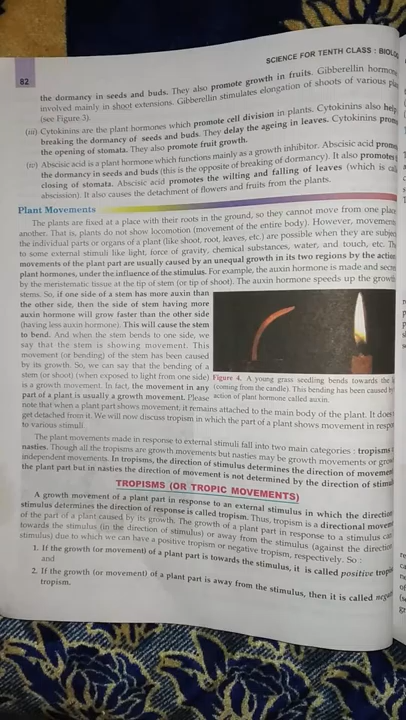 SCIENCE FOR TENTH CLASS : BIOLO
82
the dormancy in seeds and buds. They also promote growth in fruits. Gibberellin hormone
involved mainly in shoot extensions. Gibberellin stimulates elongation of shoots of various
(see Figure 3).
(iii) Cytokinins are the plant hormones which promote cell division in plants. Cytokinins also help
breaking the dormancy of seeds and buds. They delay the ageing in leaves. Cytokinins prom
the opening of stomata. They also promote fruit growth.
(iv) Abscisic acid is a plant hormone which functions mainly as a growth inhibitor. Abscisic acid prom
the dormancy in seeds and buds (this is the opposite of breaking of dormancy). It also promotes
closing of stomata. Abscisic acid promotes the wilting and falling of leaves (which is
abscission). It also causes the detachment of flowers and fruits from the plants.
Plant Movements
The plants are fixed at a place with their roots in the ground, so they cannot move from one place
another. That is, plants do not show locomotion (movement of the entire body). However, movements
the individual parts or organs of a plant (like shoot, root, leaves, etc.) are possible when they are subje
to some external stimuli like light, force of gravity, chemical substances, water, and touch, etc. Th
movements of the plant part are usually caused by an unequal growth in its two regions by the action
plant hormones, under the influence of the stimulus. For example, the auxin hormone is made and secre
by the meristematic tissue at the tip of stem (or tip of shoot). The auxin hormone speeds up the growth
stems. So, if one side of a stem has more auxin than
the other side, then the side of stem having more
auxin hormone will grow faster than the other side
(having less auxin hormone). This will cause the stem
to bend. And when the stem bends to one side, we
say that the stem is showing movement. This
movement (or bending) of the stem has been caused
by its growth. So, we can say that the bending of a
stem (or shoot) (when exposed to light from one side)
is a growth movement. In fact, the movement in any
part of a plant is usually a growth movement. Please
Figure 4. A young grass seedling bends towards the
(coming from the candle). This bending has been caused by
action of plant hormone called auxin.
note that when a plant part shows movement, it remains attached to the main body of the plant. It does
get detached from it. We will now discuss tropism in which the part of a plant shows movement in respo
to various stimuli.
The plant movements made in response to external stimuli fall into two main categories : tropisms
nasties. Though all the tropisms are growth movements but nasties may be growth movements or grow
independent movements. In tropisms, the direction of stimulus determines the direction of movemen
the plant part but in nasties the direction of movement is not determined by the direction of stimu
TROPISMS (OR TROPIC MOVEMENTS)
A growth movement of a plant part in response to an external stimulus in which the direction
stimulus determines the direction of response is called tropism. Thus, tropism is a directional movem
of the part of a plant caused by its growth. The growth of a plant part in response to a stimulus can
towards the stimulus (in the direction of stimulus) or away from the stimulus (against the direction
stimulus) due to which we can have a positive tropism or negative tropism, respectively. So :
1. If the growth (or movement) of a plant part is towards the stimulus, it is called positive tropis
and
2. If the growth (or movement) of a plant part is away from the stimulus, then it is called nega
tropism.